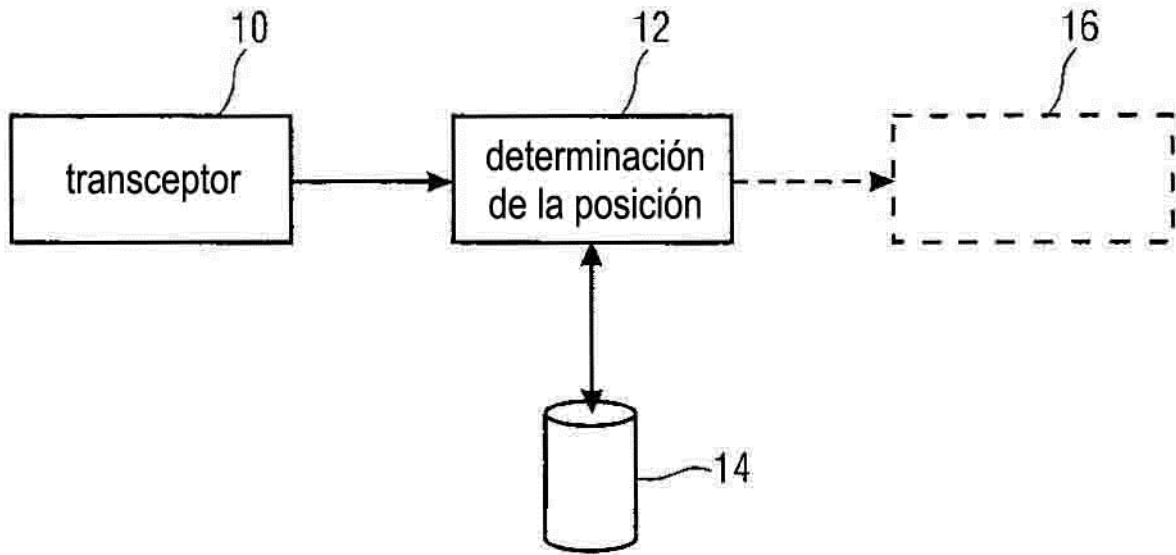 10
12
16
transceptor
determinación
de la posición
14